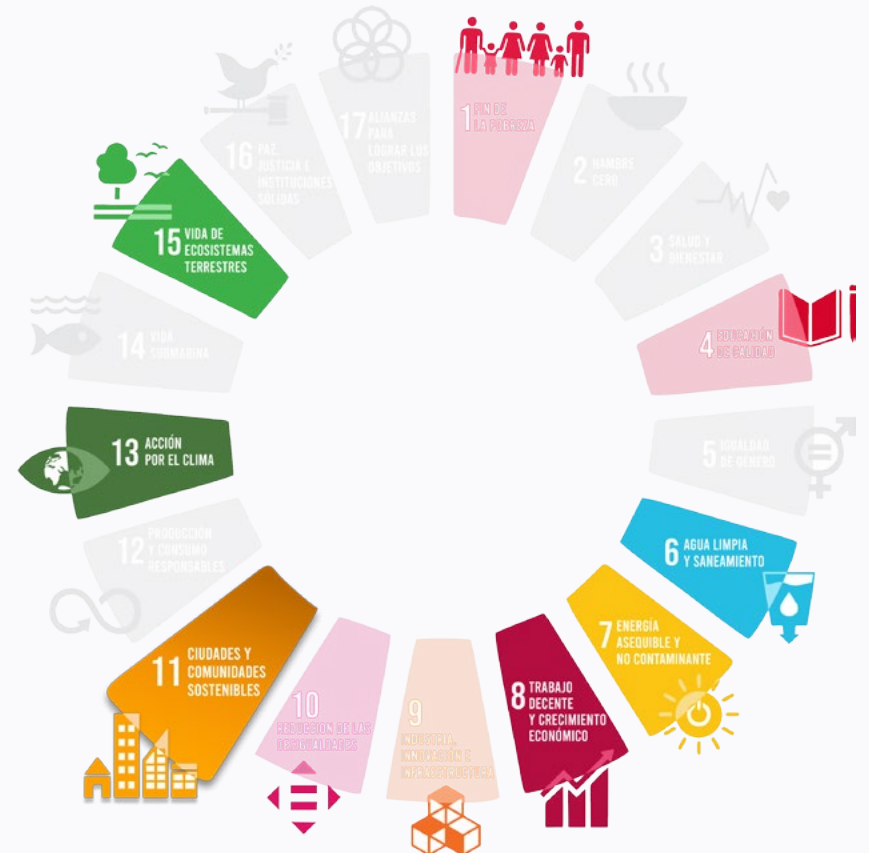 1 FIN DE
LA POBREZA
2 HAMBRE
CERO
3 SALUD Y
BIENESTAR
4 EDUCACIÓN
DE CALIDAD
5 IGUALDAD
DE GÉNERO
6 AGUA LIMPIA
Y SANEAMIENTO
7 ENERGÍA
ASEQUIBLE Y
NO CONTAMINANTE
8 TRABAJO
DECENTE
Y CRECIMIENTO
ECONÓMICO
9
INDUSTRIA,
INNOVACIÓN E
INFRAESTRUCTURA
10
REDUCCIÓN DE LAS
DESIGUALDADES
11 CIUDADES Y
COMUNIDADES
SOSTENIBLES
12 PRODUCCIÓN
Y CONSUMO
RESPONSABLES
13 ACCIÓN
POR EL CLIMA
14 VIDA
SUBMARINA
15 VIDA DE
ECOSISTEMAS
TERRESTRES
16 PAZ,
JUSTICIA E
INSTITUCIONES
SOLIDAS
17 ALIANZAS
PARA
LOGRAR LOS
OBJETIVOS